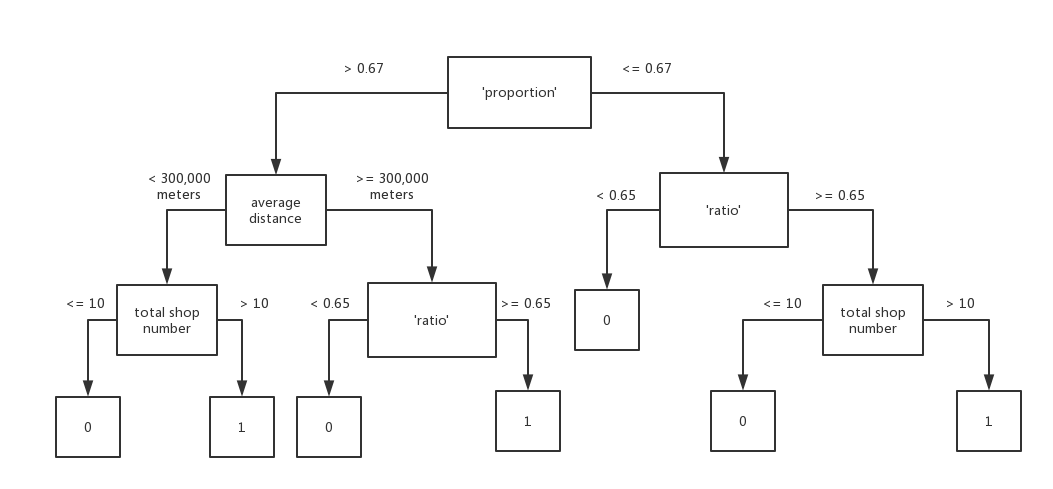 > 0.67
<= 0.67
'proportion'
< 300,000
meters
>= 300,000
meters
average
distance
< 0.65
>= 0.65
'ratio'
<= 10
> 10
total shop
number
< 0.65
>= 0.65
'ratio'
0
<= 10
> 10
total shop
number
0
1
0
1
0
1